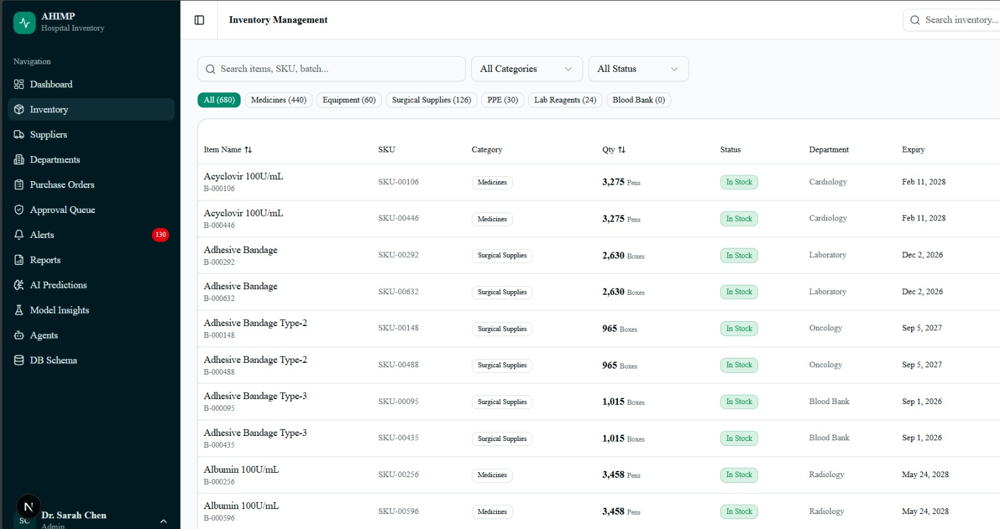 AHIMP
Hospital Inventory
Navigation
Dashboard
Inventory
Suppliers
Departments
Purchase Orders
Approval Queue
Alerts 130
Reports
AI Predictions
Model Insights
Agents
DB Schema
N
SC
Dr. Sarah Chen
Admin
Inventory Management
Search inventory...
Search items, SKU, batch...
All Categories
All Status
All (680) Medicines (440) Equipment (60) Surgical Supplies (126) PPE (30) Lab Reagents (24) Blood Bank (0)
Item Name SKU Category Qty Status Department Expiry
Acyclovir 100U/mL
B-000106
SKU-00106 Medicines 3,275 Pens In Stock Cardiology Feb 11, 2028
Acyclovir 100U/mL
B-000446
SKU-00446 Medicines 3,275 Pens In Stock Cardiology Feb 11, 2028
Adhesive Bandage
B-000292
SKU-00292 Surgical Supplies 2,630 Boxes In Stock Laboratory Dec 2, 2026
Adhesive Bandage
B-000632
SKU-00632 Surgical Supplies 2,630 Boxes In Stock Laboratory Dec 2, 2026
Adhesive Bandage Type-2
B-000148
SKU-00148 Surgical Supplies 965 Boxes In Stock Oncology Sep 5, 2027
Adhesive Bandage Type-2
B-000488
SKU-00488 Surgical Supplies 965 Boxes In Stock Oncology Sep 5, 2027
Adhesive Bandage Type-3
B-000095
SKU-00095 Surgical Supplies 1,015 Boxes In Stock Blood Bank Sep 1, 2026
Adhesive Bandage Type-3
B-000435
SKU-00435 Surgical Supplies 1,015 Boxes In Stock Blood Bank Sep 1, 2026
Albumin 100U/mL
B-000256
SKU-00256 Medicines 3,458 Pens In Stock Radiology May 24, 2028
Albumin 100U/mL
B-000596
SKU-00596 Medicines 3,458 Pens In Stock Radiology May 24, 2028